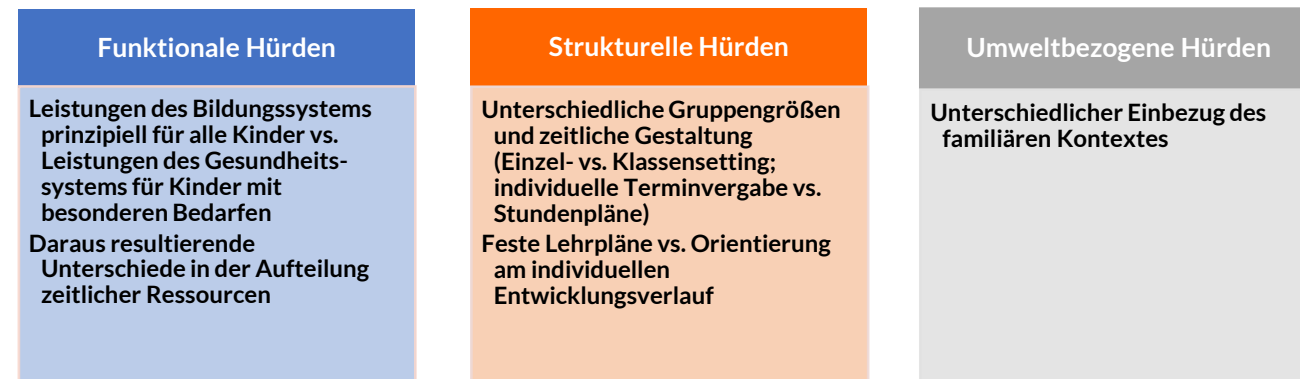 Funktionale Hürden
Leistungen des Bildungssystems
prinzipiell für alle Kinder vs.
Leistungen des Gesundheits-
systems für Kinder mit
besonderen Bedarfen
Daraus resultierende
Unterschiede in der Aufteilung
zeitlicher Ressourcen
Strukturelle Hürden
Unterschiedliche Gruppengrößen
und zeitliche Gestaltung
(Einzel- vs. Klassensetting;
individuelle Terminvergabe vs.
Stundenpläne)
Feste Lehrpläne vs. Orientierung
am individuellen
Entwicklungsverlauf
Umweltbezogene Hürden
Unterschiedlicher Einbezug des
familiären Kontextes